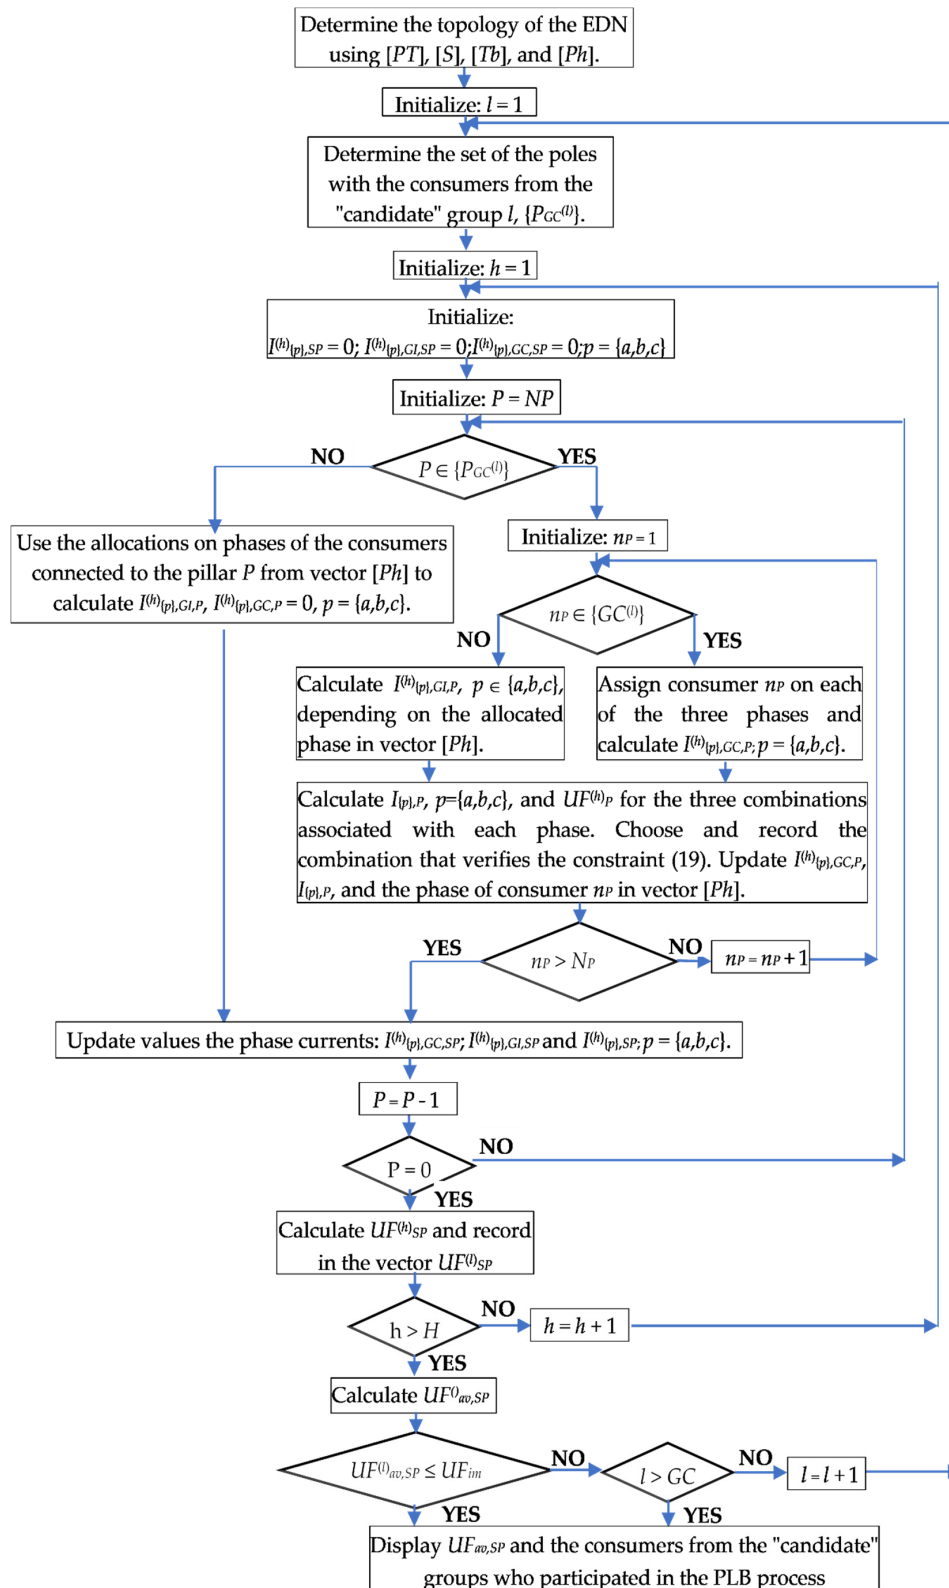 Determine the topology of the EDN
using [PT], [S], [Tb], and [Ph].
Initialize: l = 1
Determine the set of the poles
with the consumers from the
"candidate" group l, {PGC(l)}.
Initialize: h = 1
Initialize:
I(h){p},SP = 0; I(h){p},GI,SP = 0;I(h){p},GC,SP = 0;p = {a,b,c}
Initialize: P = NP
NO
P ∈ {PGC(l)}
YES
Use the allocations on phases of the consumers
connected to the pillar P from vector [Ph] to
calculate I(h){p},GI,P, I(h){p},GC,P = 0, p = {a,b,c}.
Initialize: nP = 1
nP ∈ {GC(l)}
NO
YES
Calculate I(h){p},GI,P, p ∈ {a,b,c},
depending on the allocated
phase in vector [Ph].
Assign consumer nP on each
of the three phases and
calculate I(h){p},GC,P; p = {a,b,c}.
Calculate I{p},P, p={a,b,c}, and UF(h)P for the three combinations
associated with each phase. Choose and record the
combination that verifies the constraint (19). Update I(h){p},GC,P,
I{p},P, and the phase of consumer nP in vector [Ph].
YES
nP > NP
NO
nP = nP + 1
Update values the phase currents: I(h){p},GC,SP; I(h){p},GI,SP and I(h){p},SP; p = {a,b,c}.
P = P - 1
P = 0
NO
YES
Calculate UF(h)SP and record
in the vector UF(l)SP
h > H
NO
h = h + 1
YES
Calculate UF()av,SP
UF(l)av,SP ≤ UFim
NO
l > GC
NO
l = l + 1
YES
YES
Display UFav,SP and the consumers from the "candidate"
groups who participated in the PLB process